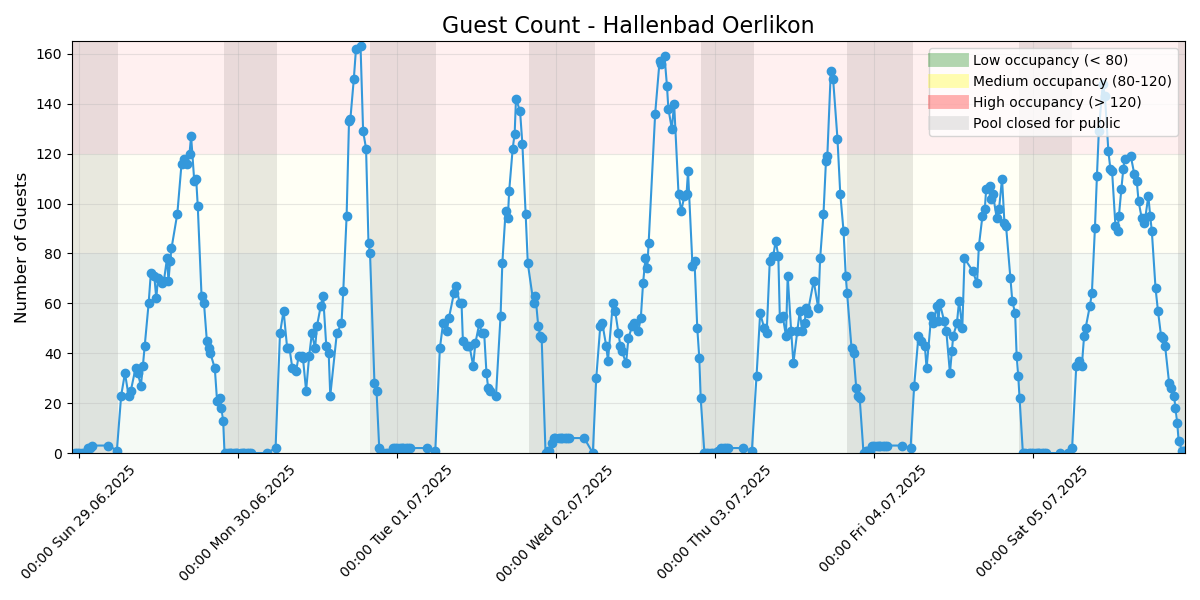 Guest Count - Hallenbad Oerlikon
Low occupancy (< 80)
Medium occupancy (80-120)
High occupancy (> 120)
Pool closed for public
Number of Guests
160
140
120
100
80
60
40
20
0
00:00 Sun 29.06.2025
00:00 Mon 30.06.2025
00:00 Tue 01.07.2025
00:00 Wed 02.07.2025
00:00 Thu 03.07.2025
00:00 Fri 04.07.2025
00:00 Sat 05.07.2025